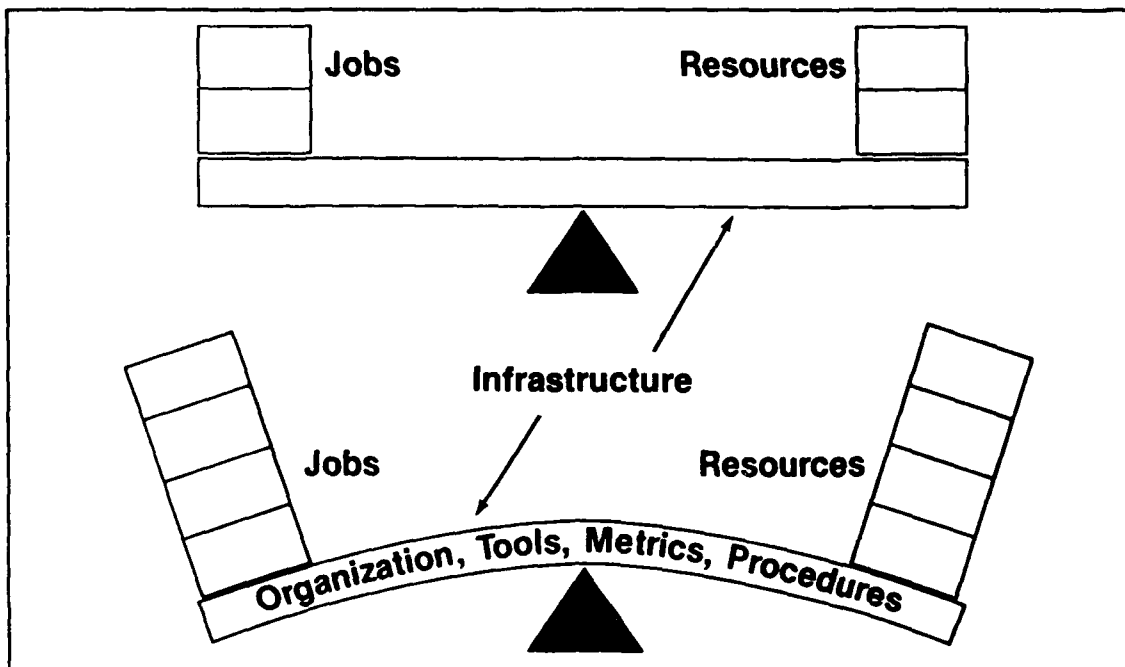 Jobs
Resources
Infrastructure
Jobs
Resources
Organization, Tools, Metrics, Procedures